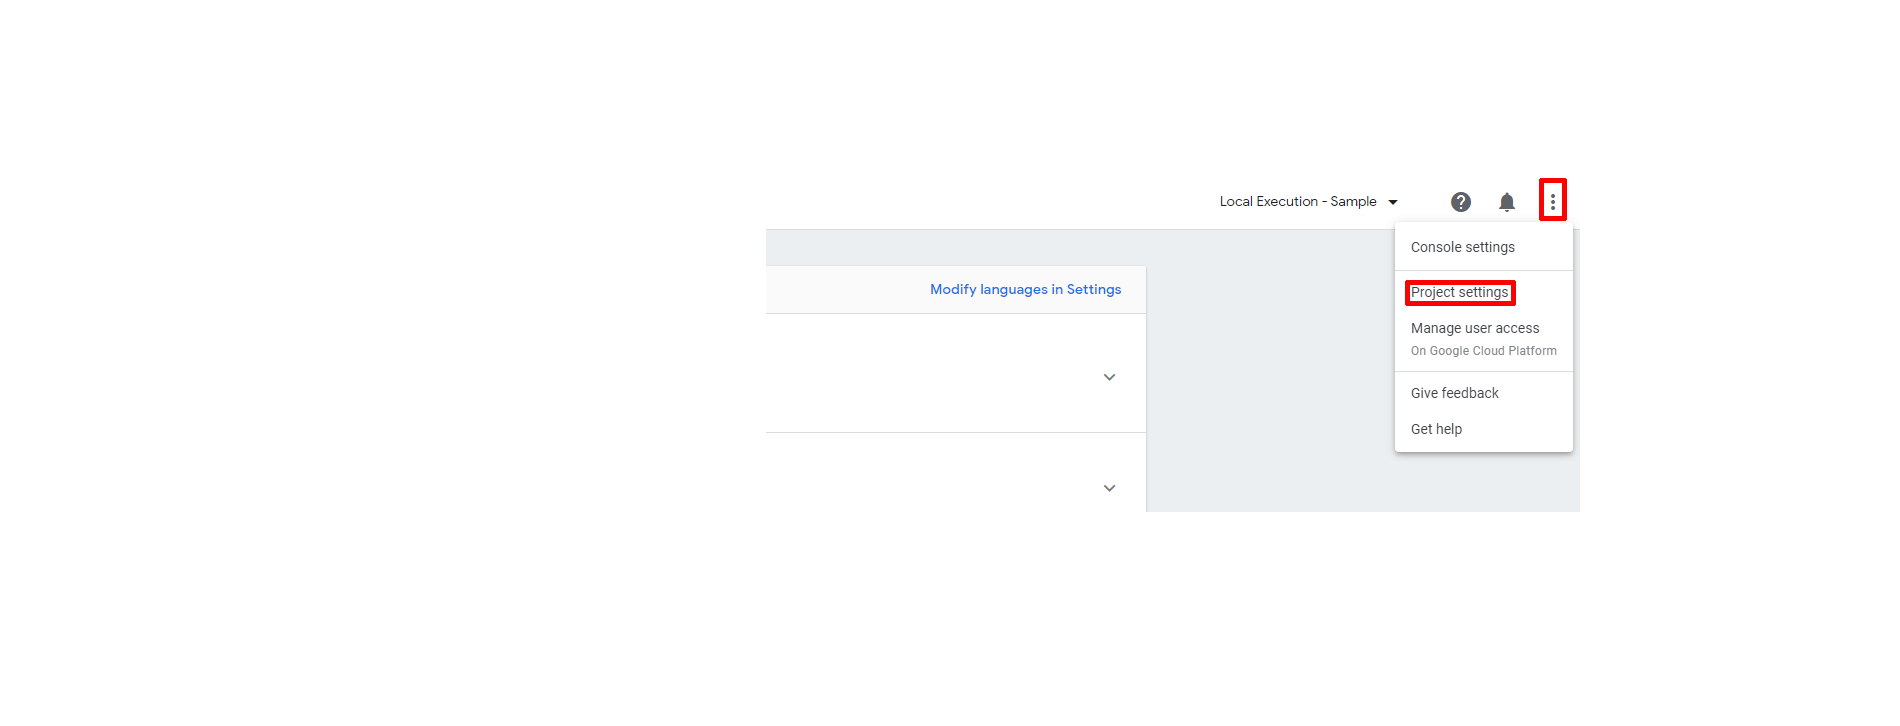 Local Execution - Sample
Console settings
Modify languages in Settings
Project settings
Manage user access
On Google Cloud Platform
Give feedback
Get help